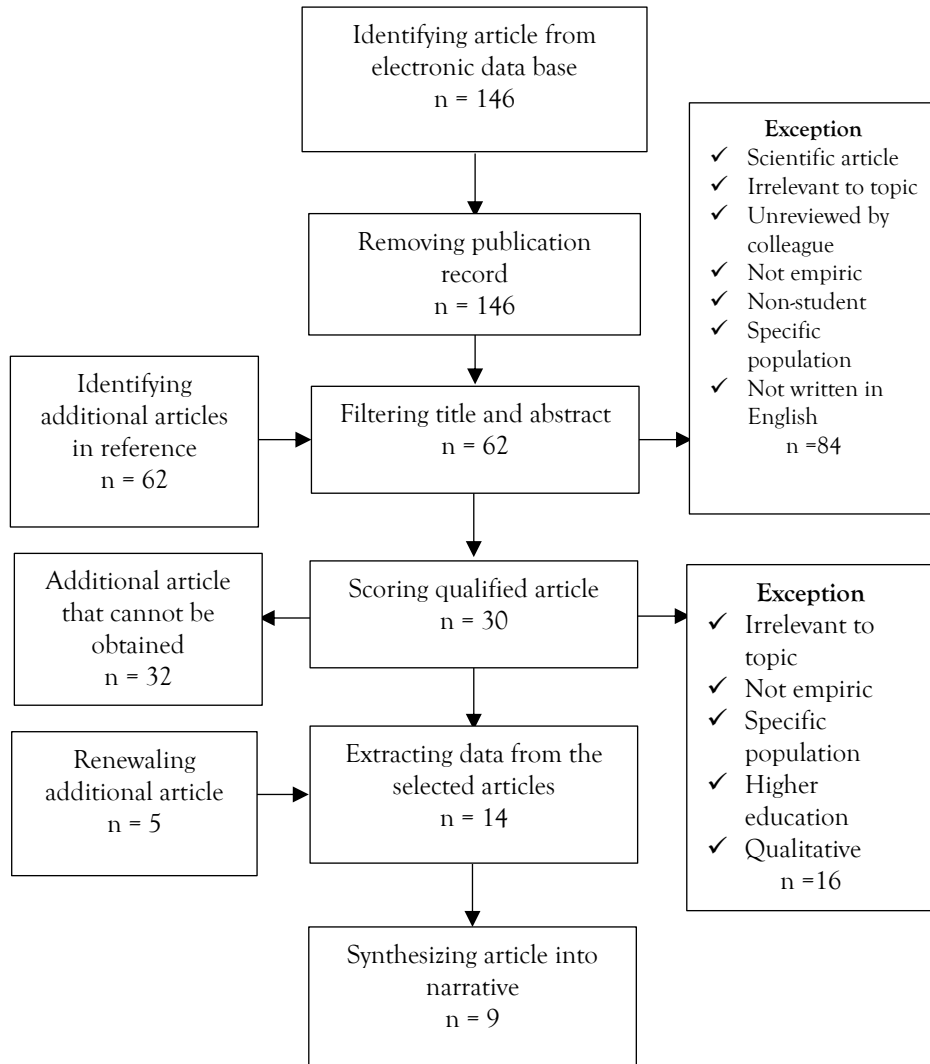 Identifying article from
electronic data base
n = 146
Exception
✓ Scientific article
✓ Irrelevant to topic
✓ Unreviewed by
colleague
✓ Not empiric
✓ Non-student
✓ Specific
population
✓ Not written in
English
n =84
Removing publication
record
n = 146
Identifying
additional articles
in reference
n = 62
Filtering title and abstract
n = 62
Additional article
that cannot be
obtained
n = 32
Scoring qualified article
n = 30
Exception
✓ Irrelevant to
topic
✓ Not empiric
✓ Specific
population
✓ Higher
education
✓ Qualitative
n =16
Renewaling
additional article
n = 5
Extracting data from the
selected articles
n = 14
Synthesizing article into
narrative
n = 9